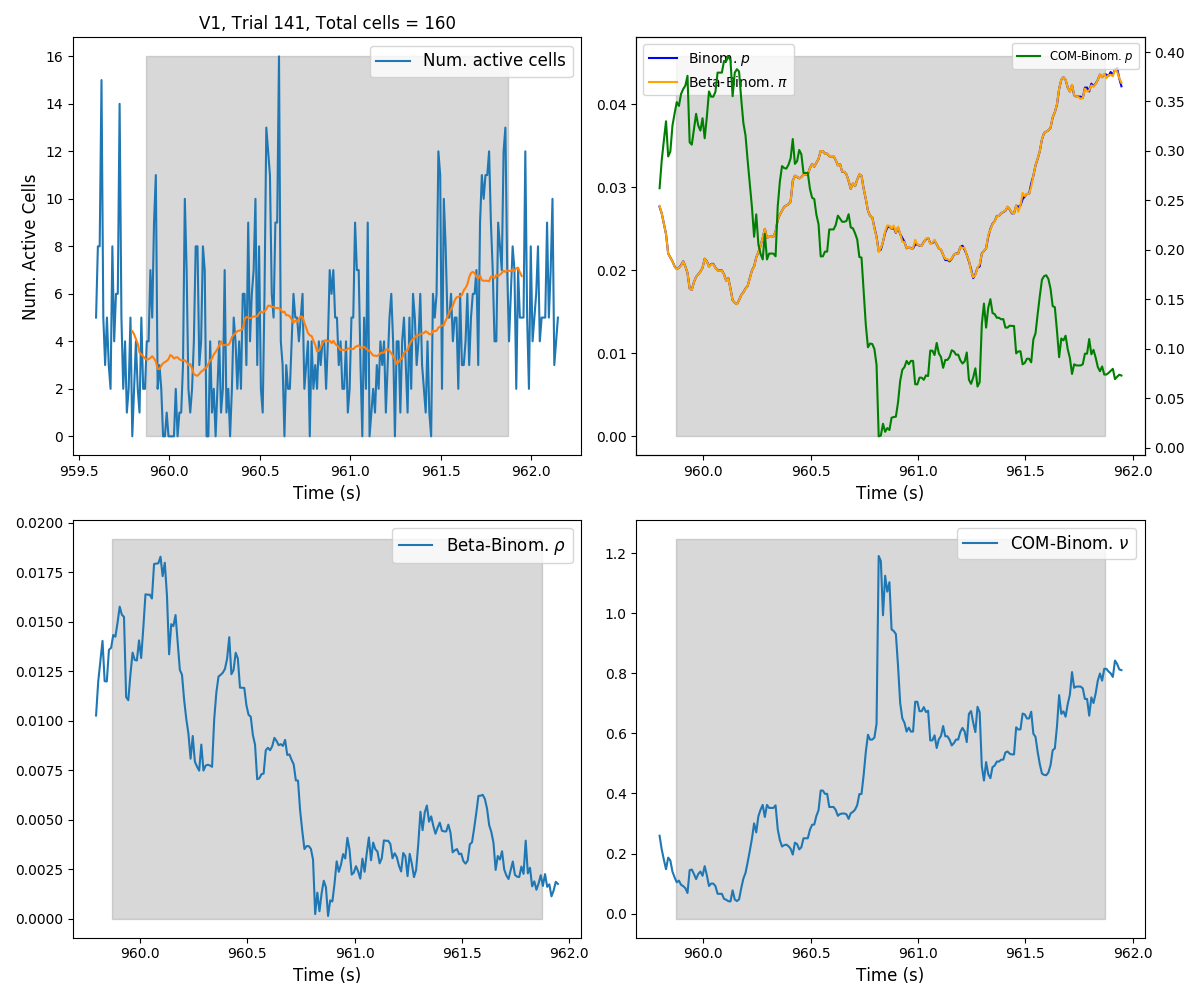 V1, Trial 141, Total cells = 160
Num. active cells
Num. Active Cells
16
14
12
10
8
6
4
2
0
959.5 960.0 960.5 961.0 961.5 962.0
Time (s)
Binom. p
Beta-Binom. π
COM-Binom. p
0.04
0.03
0.02
0.01
0.00
0.40
0.35
0.30
0.25
0.20
0.15
0.10
0.05
0.00
960.0 960.5 961.0 961.5 962.0
Time (s)
Beta-Binom. ρ
0.0200
0.0175
0.0150
0.0125
0.0100
0.0075
0.0050
0.0025
0.0000
960.0 960.5 961.0 961.5 962.0
Time (s)
COM-Binom. ν
1.2
1.0
0.8
0.6
0.4
0.2
0.0
960.0 960.5 961.0 961.5 962.0
Time (s)